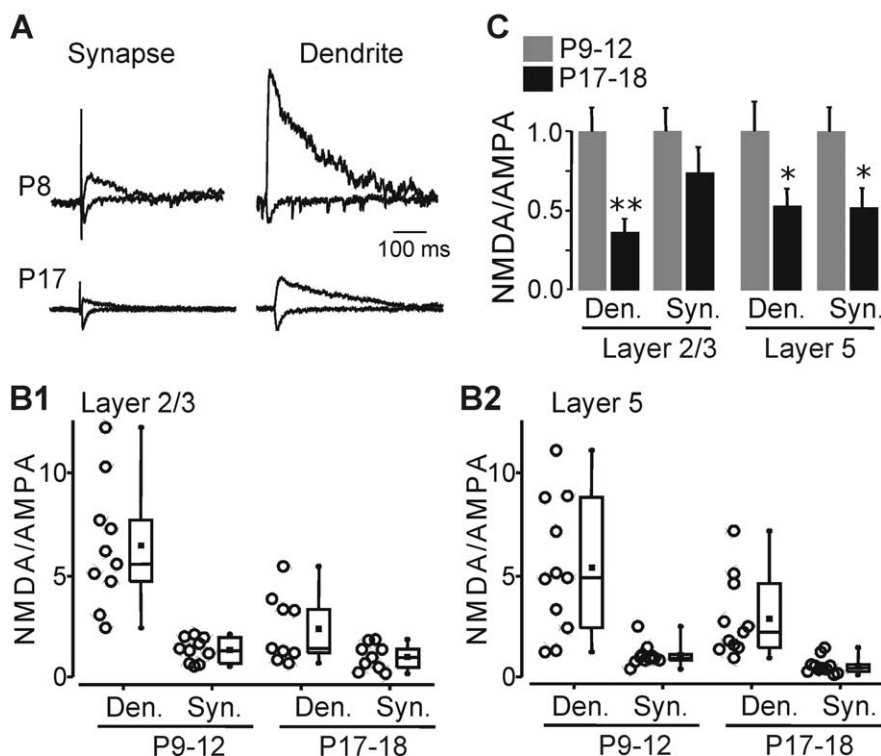 A
Synapse Dendrite
P8
100 ms
P17
C
P9-12
P17-18
NMDA/AMPA
1.0
0.5
0.0
**
*
*
Den. Syn. Den. Syn.
Layer 2/3 Layer 5
B1
Layer 2/3
NMDA/AMPA
10
5
0
Den. Syn. Den. Syn.
P9-12 P17-18
B2
Layer 5
NMDA/AMPA
10
5
0
Den. Syn. Den. Syn.
P9-12 P17-18